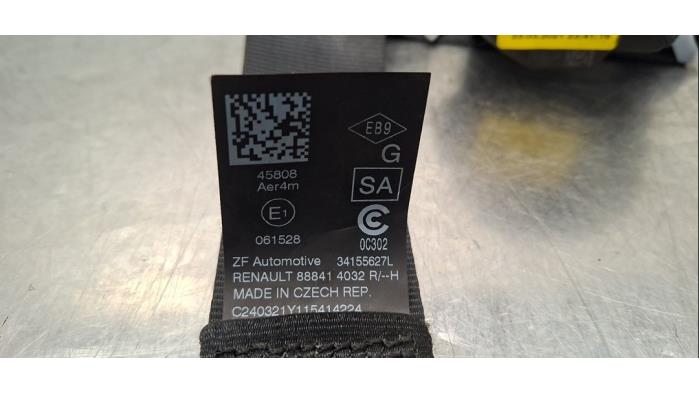 EB9
G
45808
Aer4m
SA
E1
C
061528
0C302
ZF Automotive 34155627L
RENAULT 88841 4032 R/--H
MADE IN CZECH REP.
C240321Y115414224